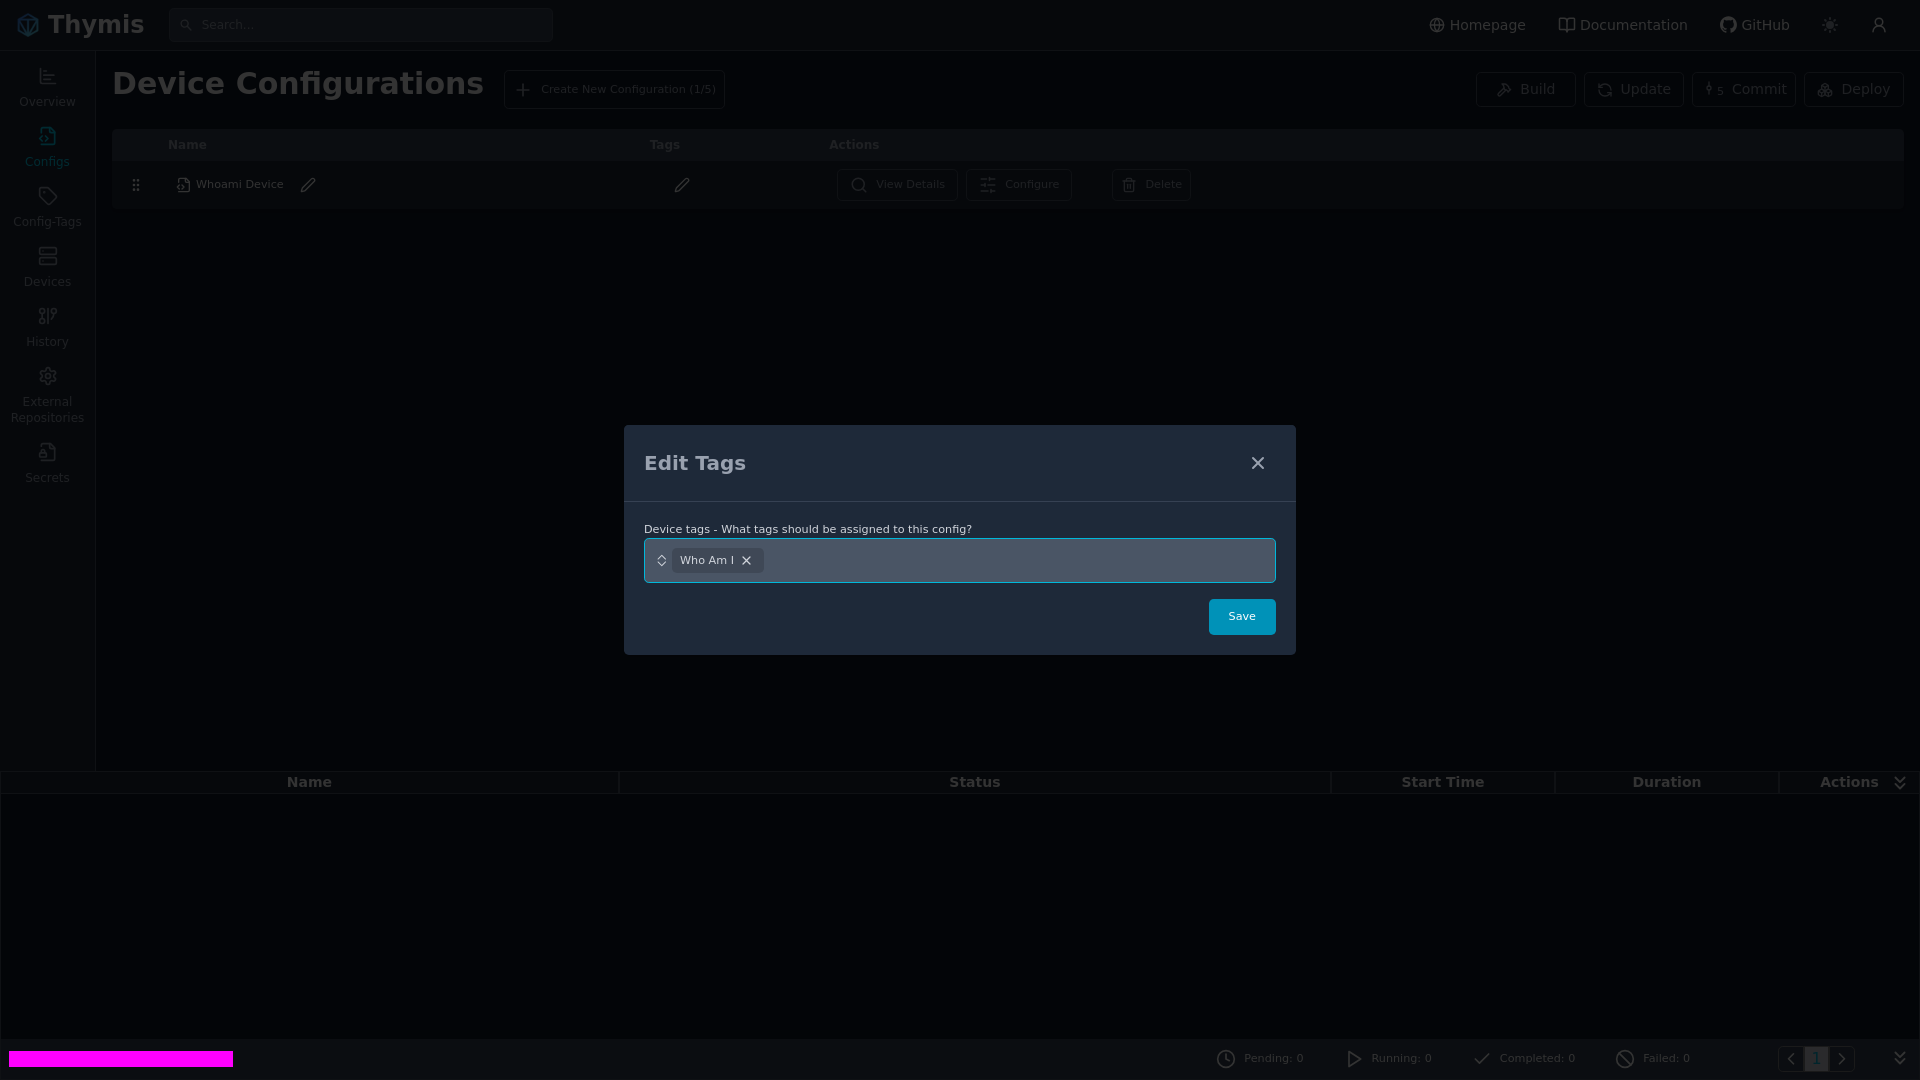 Thymis
Search...
Homepage
Documentation
GitHub
Overview
Configs
Config-Tags
Devices
History
External
Repositories
Secrets
Device Configurations
Create New Configuration (1/5)
Build
Update
5 Commit
Deploy
Name Tags Actions
Whoami Device
View Details
Configure
Delete
Edit Tags
Device tags - What tags should be assigned to this config?
Who Am I
Save
Name Status Start Time Duration Actions
Pending: 0
Running: 0
Completed: 0
Failed: 0
1